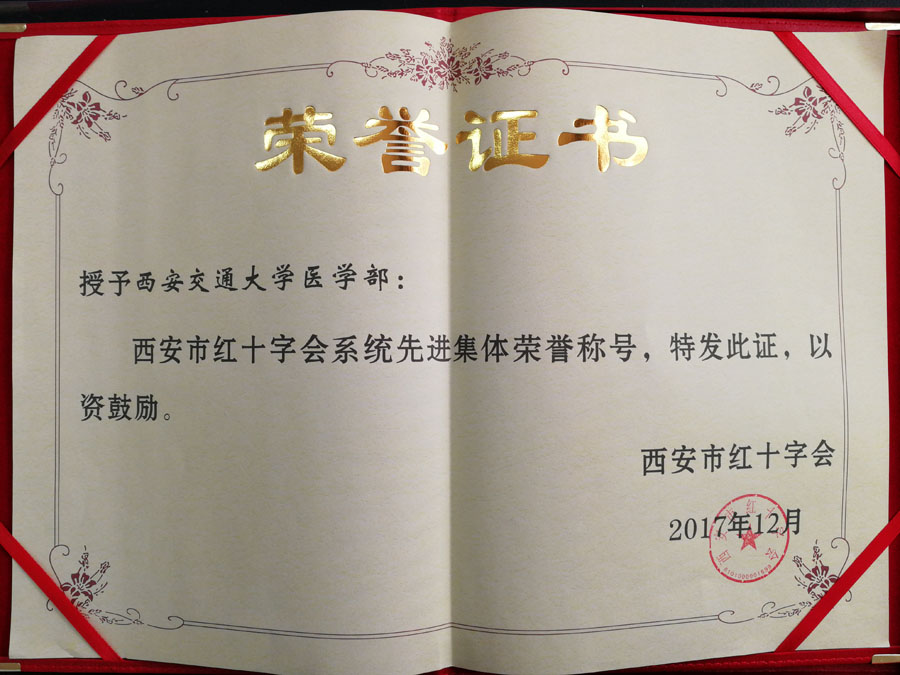 荣誉证书
授予西安交通大学医学部：
西安市红十字会系统先进集体荣誉称号，特发此证，以
资鼓励。
西安市红十字会
2017年12月